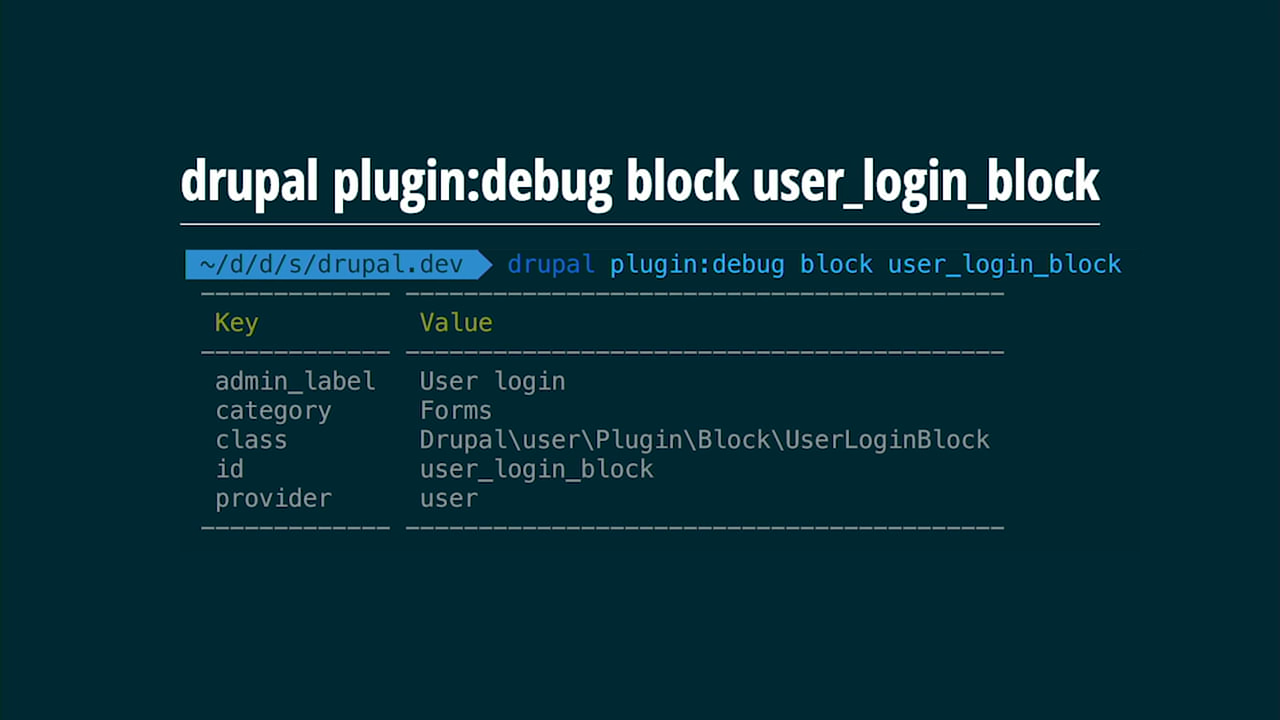 drupal plugin:debug block user_login_block
~/d/d/s/drupal.dev drupal plugin:debug block user_login_block
Key Value
admin_label User login
category Forms
class Drupal\user\Plugin\Block\UserLoginBlock
id user_login_block
provider user